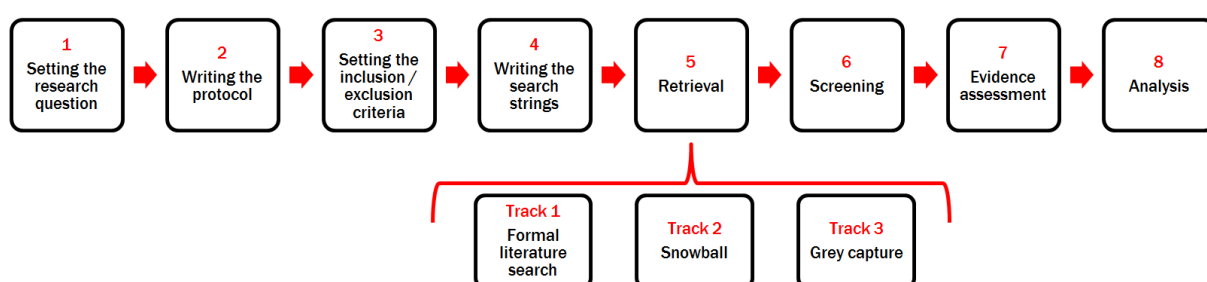 1
Setting the
research
question
2
Writing the
protocol
3
Setting the
inclusion /
exclusion
criteria
4
Writing the
search
strings
5
Retrieval
6
Screening
7
Evidence
assessment
8
Analysis
Track 1
Formal
literature
search
Track 2
Snowball
Track 3
Grey capture